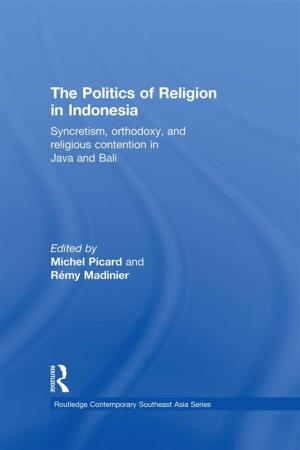 The Politics of Religion
in Indonesia
Syncretism, orthodoxy, and
religious contention in
Java and Bali
Edited by
Michel Picard and
Rémy Madinier
ROUTLEDGE
Routledge Contemporary Southeast Asia Series